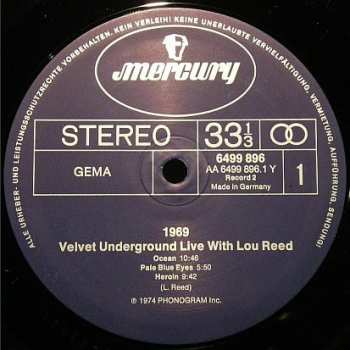 ALLE URHEBER- UND LEISTUNGSSCHUTZRECHTE VORBEHALTEN. KEIN VERLEIH! KEINE UNERLAUBTE VERVIELFÄLTIGUNG, VERMIETUNG, AUFFÜHRUNG, SENDUNG!
mercury
STEREO 33 1/3
GEMA
6499 896
AA 6499 896.1 Y
Record 2
Made in Germany
1
1969
Velvet Underground Live With Lou Reed
Ocean 10:46
Pale Blue Eyes 5:50
Heroin 9:42
(L. Reed)
℗ 1974 PHONOGRAM Inc.